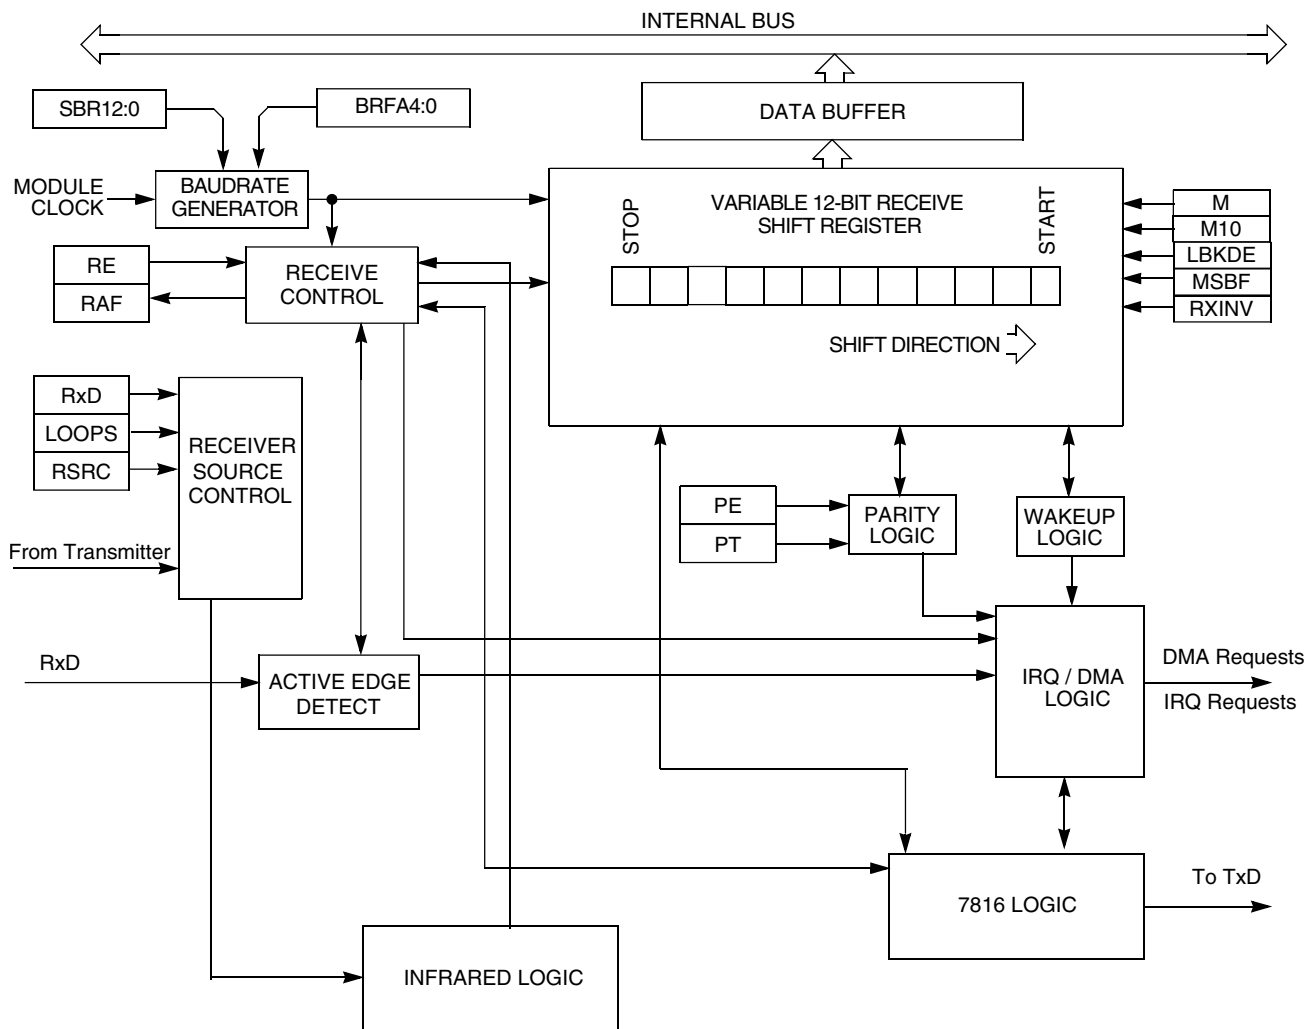 INTERNAL BUS
SBR12:0
BRFA4:0
DATA BUFFER
MODULE
CLOCK
BAUDRATE
GENERATOR
VARIABLE 12-BIT RECEIVE
SHIFT REGISTER
STOP
START
M
M10
LBKDE
MSBF
RXINV
RE
RAF
RECEIVE
CONTROL
SHIFT DIRECTION
RxD
LOOPS
RSRC
RECEIVER
SOURCE
CONTROL
From Transmitter
PE
PT
PARITY
LOGIC
WAKEUP
LOGIC
RxD
ACTIVE EDGE
DETECT
IRQ / DMA
LOGIC
DMA Requests
IRQ Requests
7816 LOGIC
To TxD
INFRARED LOGIC